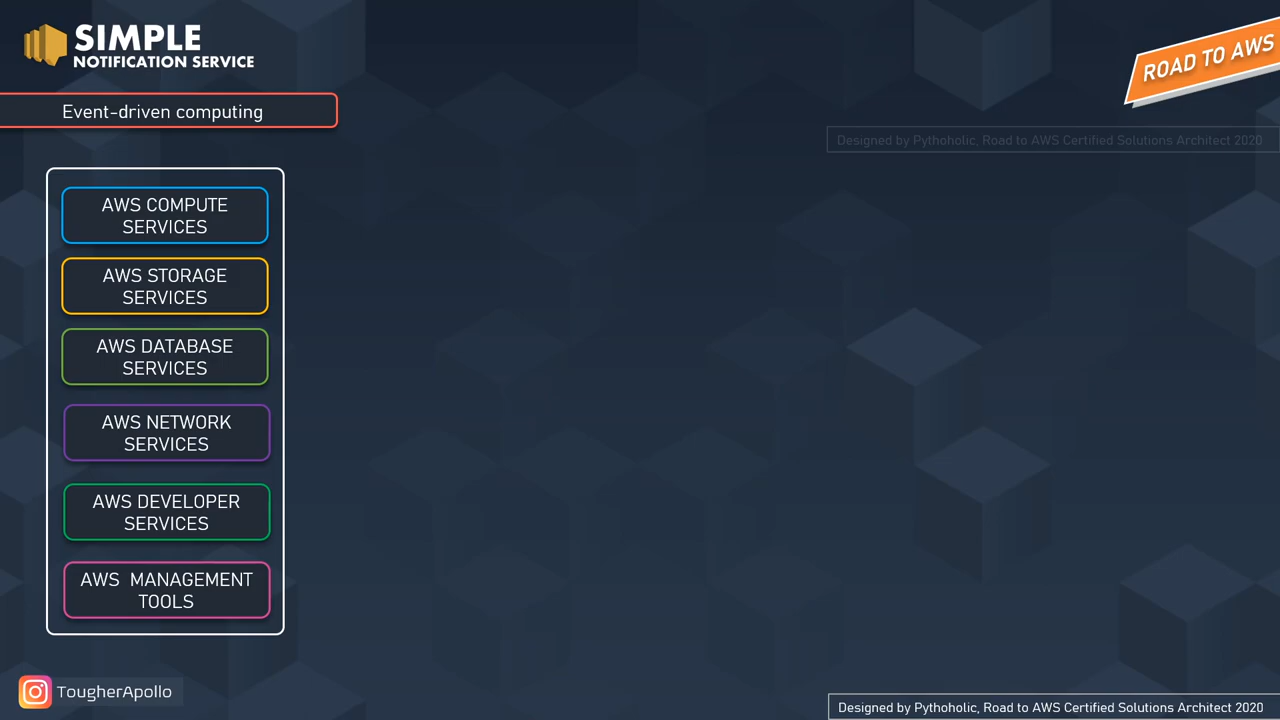 SIMPLE
NOTIFICATION SERVICE
ROAD TO AWS
Event-driven computing
Designed by Pythoholic, Road to AWS Certified Solutions Architect 2020
AWS COMPUTE
SERVICES
AWS STORAGE
SERVICES
AWS DATABASE
SERVICES
AWS NETWORK
SERVICES
AWS DEVELOPER
SERVICES
AWS MANAGEMENT
TOOLS
TougherApollo
Designed by Pythoholic, Road to AWS Certified Solutions Architect 2020